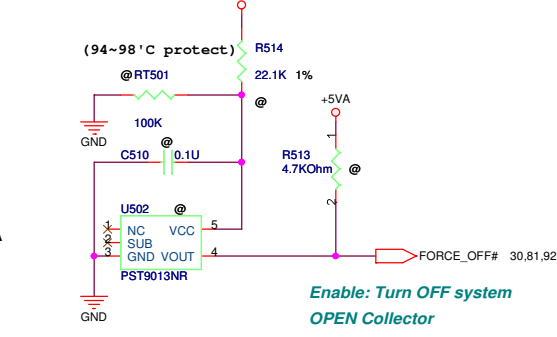 (94~98'C protect)
R514
@ RT501
22.1K 1%
@
+5VA
GND
100K
1
@
C510
0.1U
R513
4.7KOhm
@
U502
@
2
1
NC
VCC
5
2
SUB
3
GND
VOUT
4
FORCE_OFF#
30,81,92
PST9013NR
Enable: Turn OFF system
GND
OPEN Collector